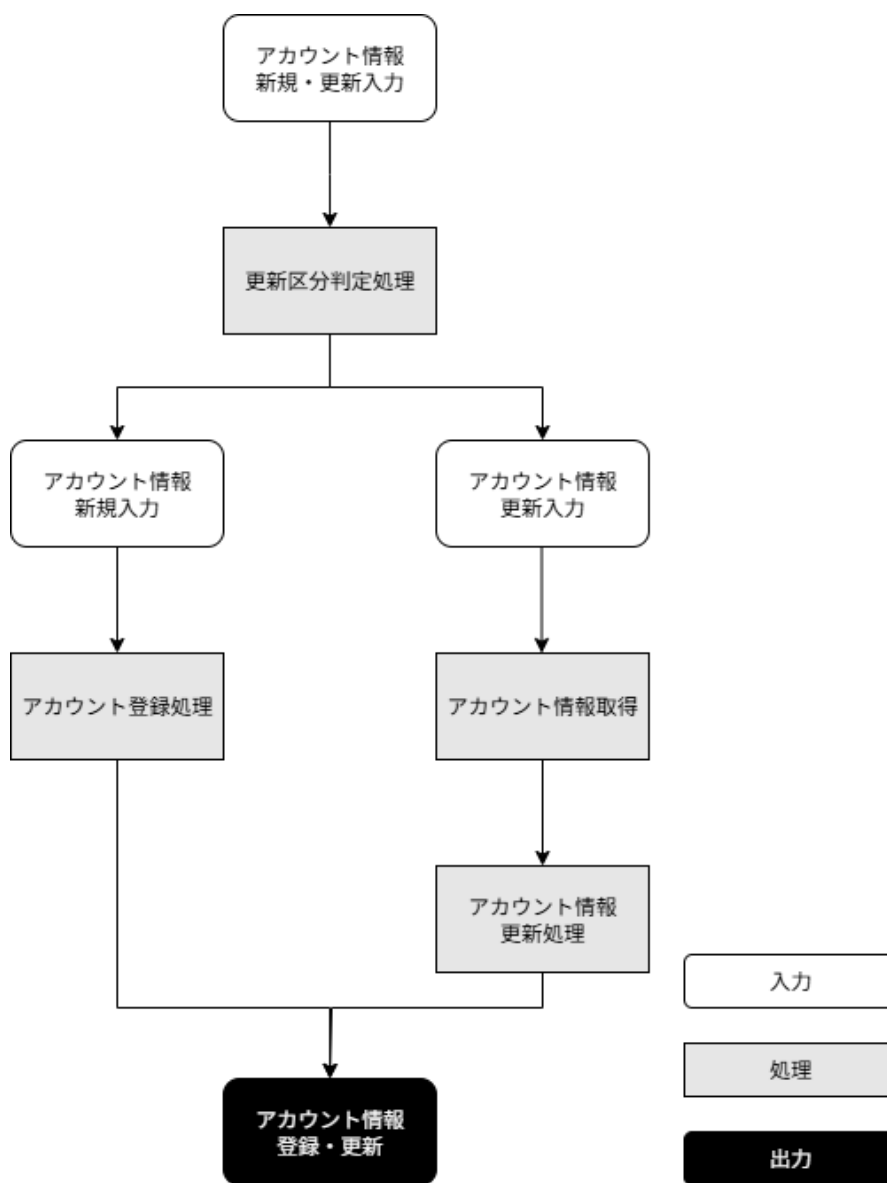 アカウント情報
新規・更新入力
更新区分判定処理
アカウント情報
新規入力
アカウント情報
更新入力
アカウント登録処理
アカウント情報取得
アカウント情報
更新処理
入力
処理
アカウント情報
登録・更新
出力